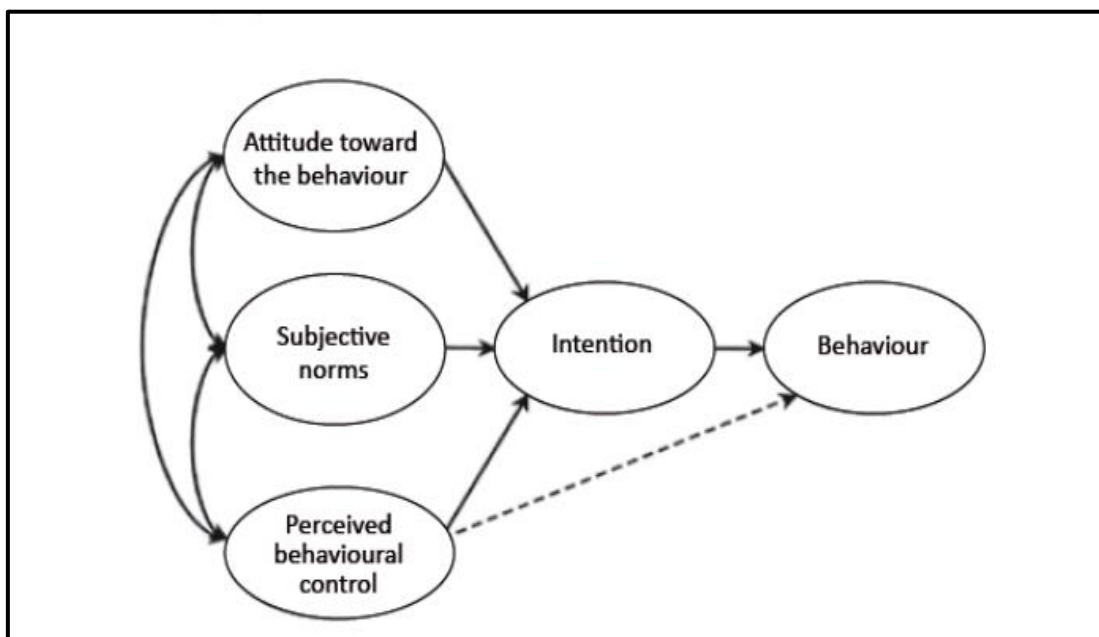 Attitude toward
the behaviour
Subjective
norms
Intention
Behaviour
Perceived
behavioural
control